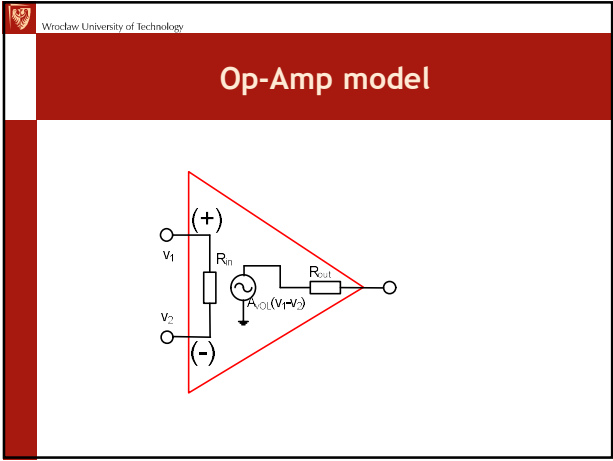 Wrocław University of Technology
Op-Amp model
(+)
v₁
Rin
Rout
AvOL(v₁-v₂)
v₂
(-)